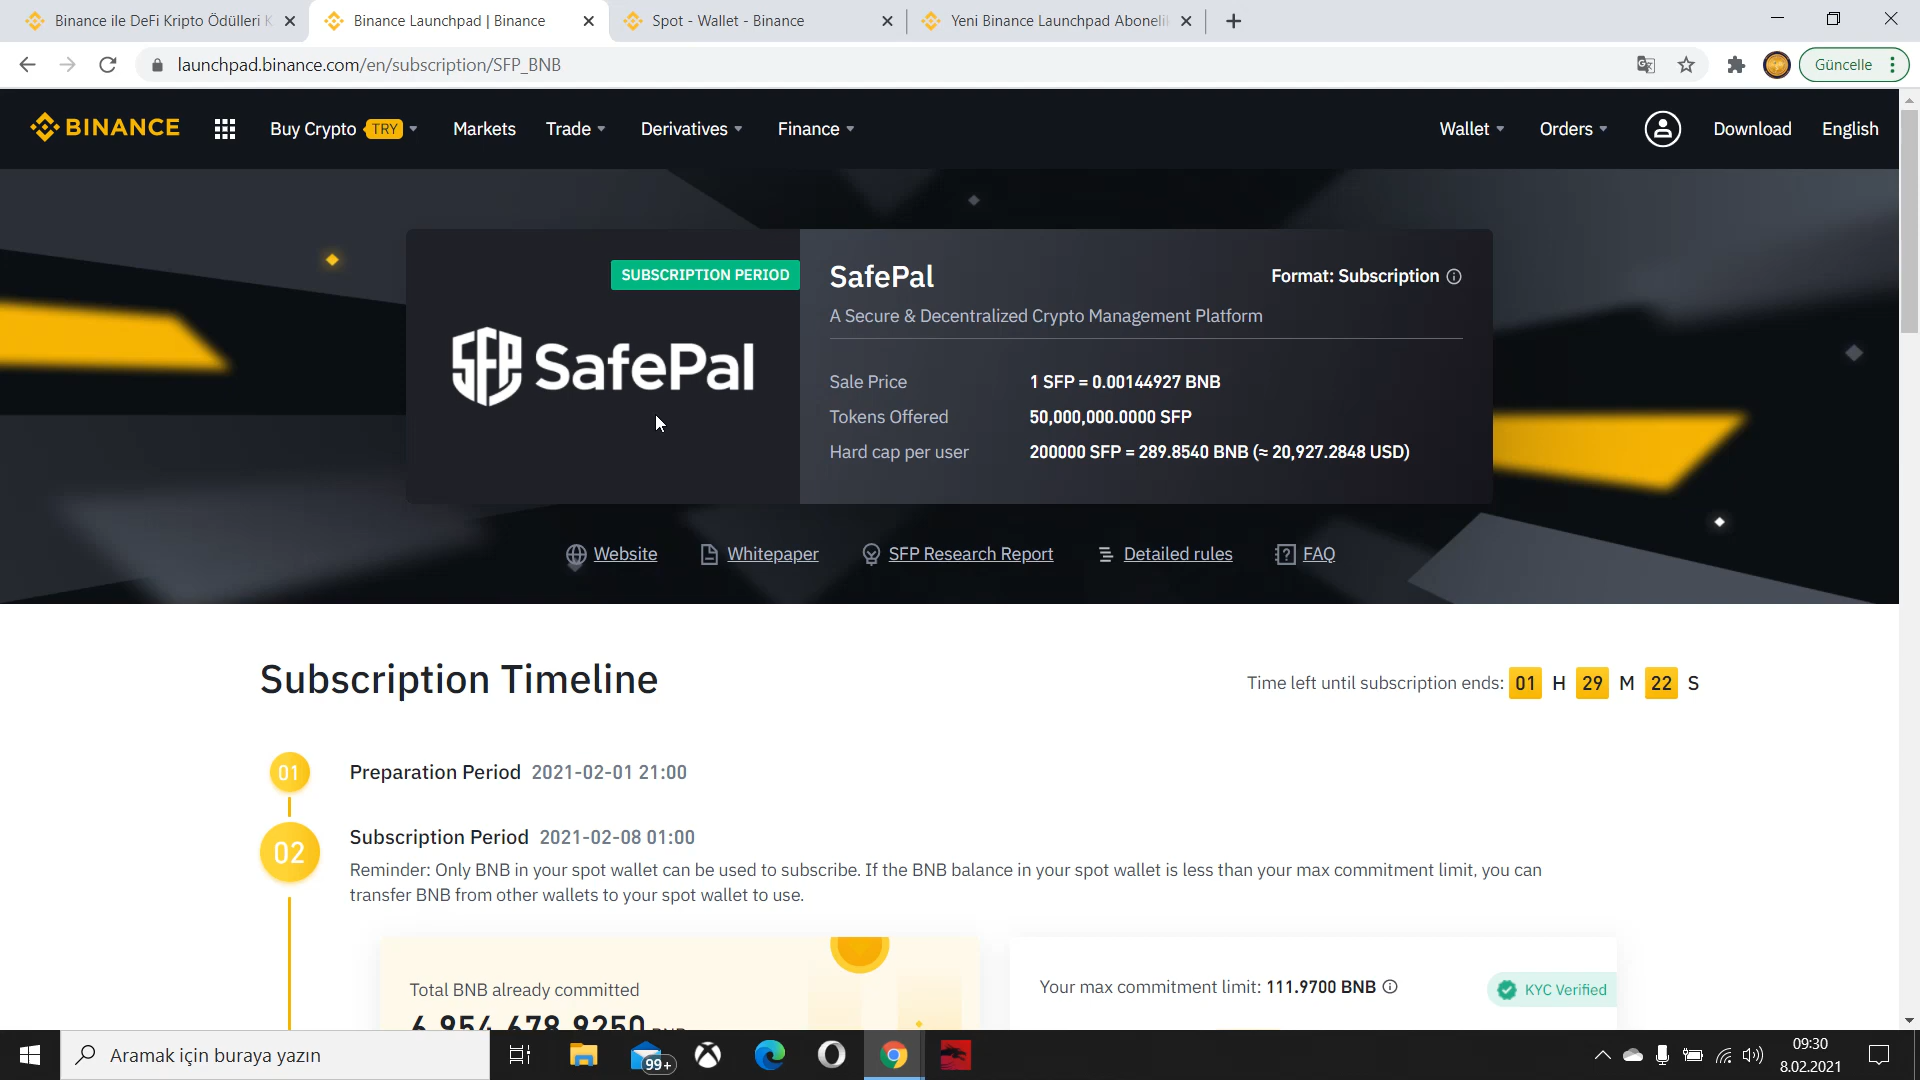 Binance ile DeFi Kripto Ödülleri K
Binance Launchpad | Binance
Spot - Wallet - Binance
Yeni Binance Launchpad Abonelik
launchpad.binance.com/en/subscription/SFP_BNB
Güncelle
BINANCE
Buy Crypto TRY
Markets
Trade
Derivatives
Finance
Wallet
Orders
Download
English
SUBSCRIPTION PERIOD
SFP SafePal
SafePal
Format: Subscription
A Secure & Decentralized Crypto Management Platform
Sale Price 1 SFP = 0.00144927 BNB
Tokens Offered 50,000,000.0000 SFP
Hard cap per user 200000 SFP = 289.8540 BNB (≈ 20,927.2848 USD)
Website
Whitepaper
SFP Research Report
Detailed rules
FAQ
Subscription Timeline
Time left until subscription ends: 01 H 29 M 22 S
01 Preparation Period 2021-02-01 21:00
02 Subscription Period 2021-02-08 01:00
Reminder: Only BNB in your spot wallet can be used to subscribe. If the BNB balance in your spot wallet is less than your max commitment limit, you can
transfer BNB from other wallets to your spot wallet to use.
Total BNB already committed
6,954,678.9250 BNB
Your max commitment limit: 111.9700 BNB
KYC Verified
Aramak için buraya yazın
99+
09:30
8.02.2021